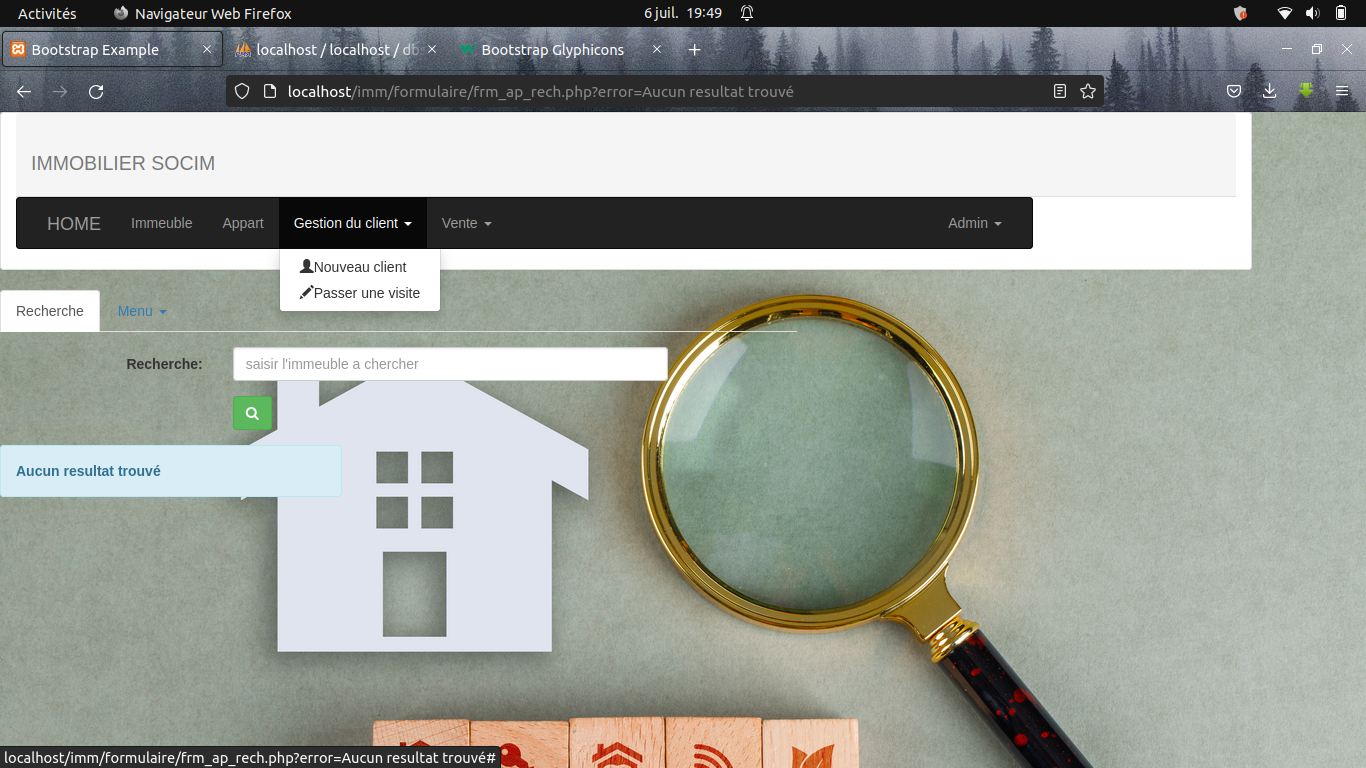 Activités Navigateur Web Firefox 6 juil. 19:49
Bootstrap Example localhost / localhost / db Bootstrap Glyphicons
localhost/imm/formulaire/frm_ap_rech.php?error=Aucun resultat trouvé
IMMOBILIER SOCIM
HOME Immeuble Appart Gestion du client Vente Admin
Nouveau client
Passer une visite
Recherche Menu
Recherche: saisir l'immeuble a chercher
Aucun resultat trouvé
localhost/imm/formulaire/frm_ap_rech.php?error=Aucun resultat trouvé#